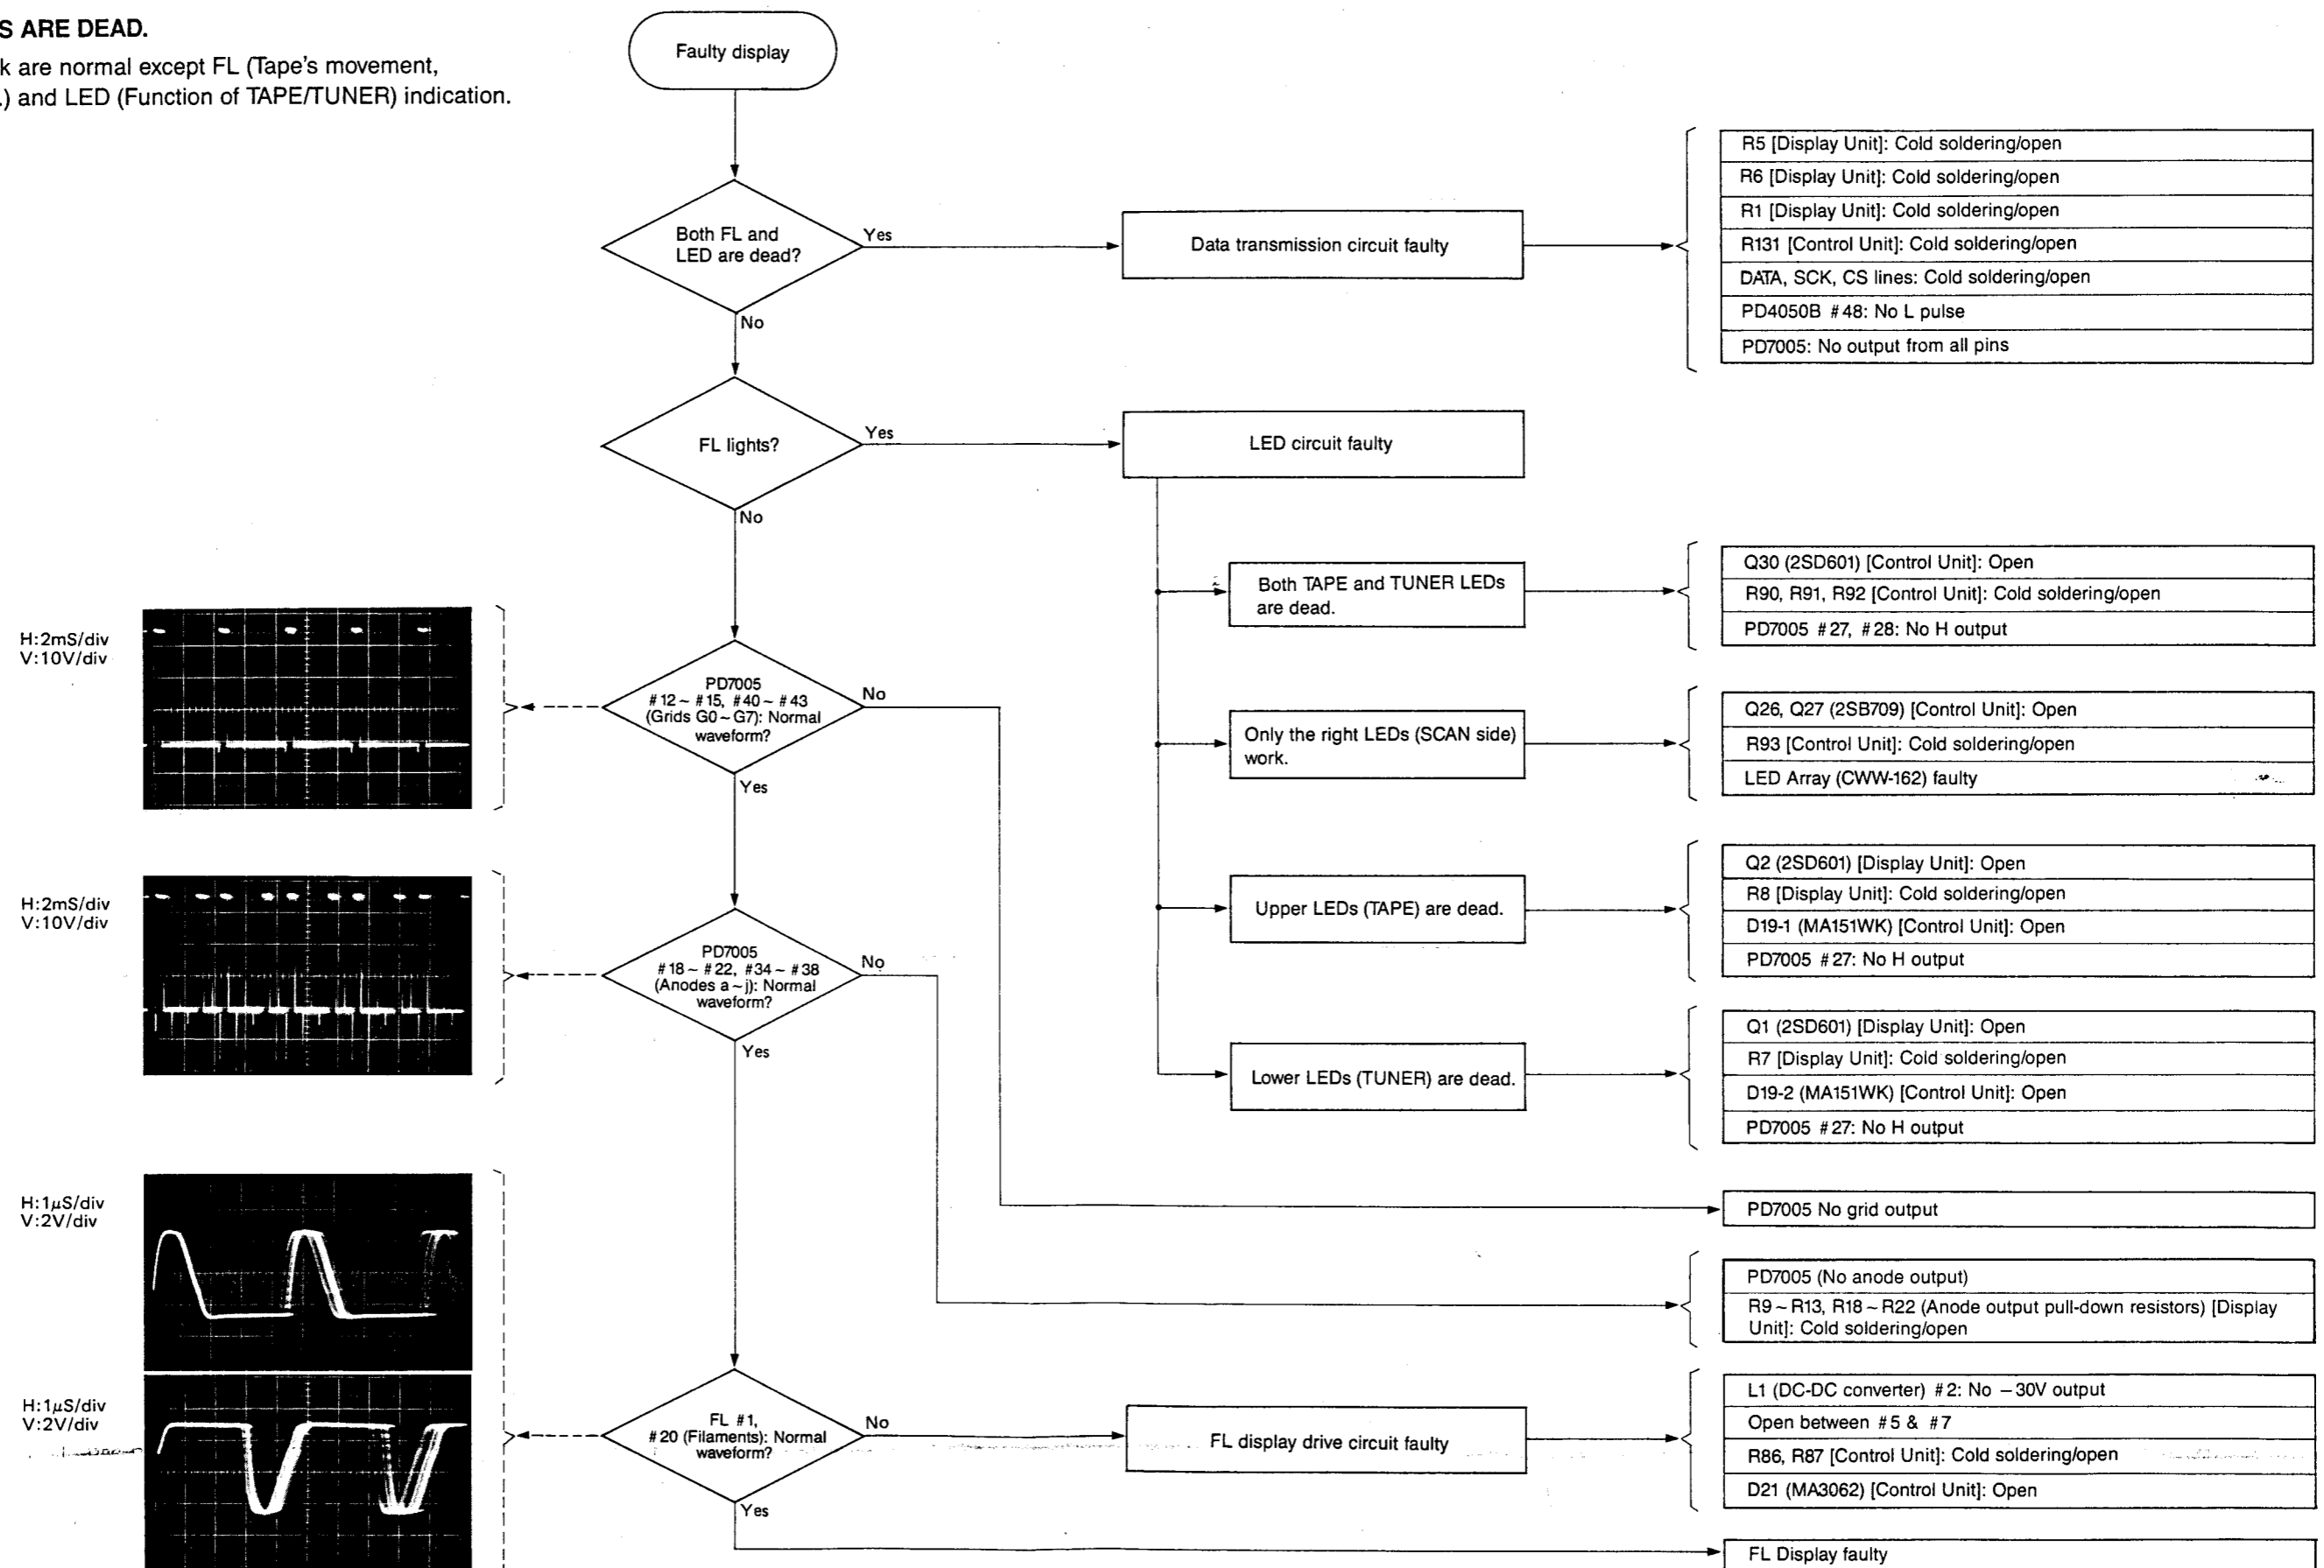 S ARE DEAD.
k are normal except FL (Tape's movement,
.) and LED (Function of TAPE/TUNER) indication.
Faulty display
Both FL and
LED are dead?
Yes
No
Data transmission circuit faulty
R5 [Display Unit]: Cold soldering/open
R6 [Display Unit]: Cold soldering/open
R1 [Display Unit]: Cold soldering/open
R131 [Control Unit]: Cold soldering/open
DATA, SCK, CS lines: Cold soldering/open
PD4050B #48: No L pulse
PD7005: No output from all pins
FL lights?
Yes
No
LED circuit faulty
Both TAPE and TUNER LEDs
are dead.
Q30 (2SD601) [Control Unit]: Open
R90, R91, R92 [Control Unit]: Cold soldering/open
PD7005 #27, #28: No H output
H:2mS/div
V:10V/div
PD7005
#12~#15, #40~#43
(Grids G0~G7): Normal
waveform?
No
Yes
Only the right LEDs (SCAN side)
work.
Q26, Q27 (2SB709) [Control Unit]: Open
R93 [Control Unit]: Cold soldering/open
LED Array (CWW-162) faulty
H:2mS/div
V:10V/div
PD7005
#18~#22, #34~#38
(Anodes a~j): Normal
waveform?
No
Yes
Upper LEDs (TAPE) are dead.
Q2 (2SD601) [Display Unit]: Open
R8 [Display Unit]: Cold soldering/open
D19-1 (MA151WK) [Control Unit]: Open
PD7005 #27: No H output
Lower LEDs (TUNER) are dead.
Q1 (2SD601) [Display Unit]: Open
R7 [Display Unit]: Cold soldering/open
D19-2 (MA151WK) [Control Unit]: Open
PD7005 #27: No H output
H:1μS/div
V:2V/div
PD7005 No grid output
PD7005 (No anode output)
R9~R13, R18~R22 (Anode output pull-down resistors) [Display
Unit]: Cold soldering/open
H:1μS/div
V:2V/div
FL #1,
#20 (Filaments): Normal
waveform?
No
Yes
FL display drive circuit faulty
L1 (DC-DC converter) #2: No −30V output
Open between #5 & #7
R86, R87 [Control Unit]: Cold soldering/open
D21 (MA3062) [Control Unit]: Open
FL Display faulty